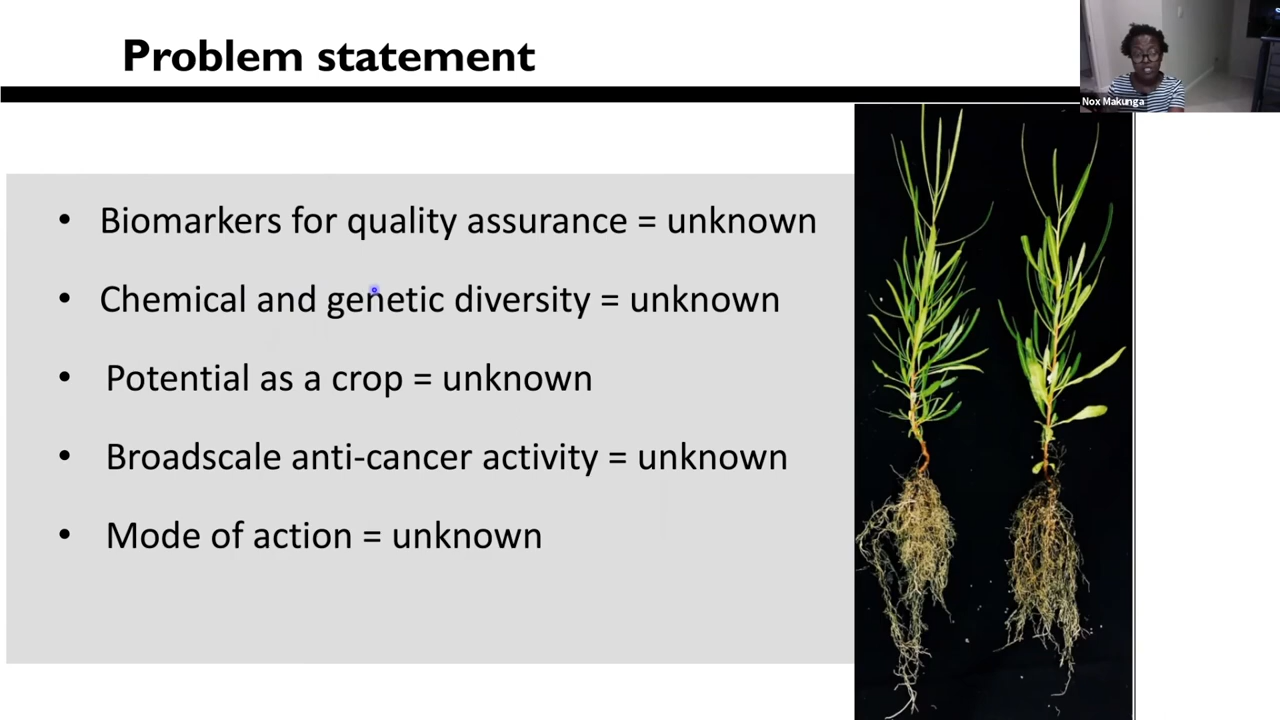 Problem statement
Nox Makunga
• Biomarkers for quality assurance = unknown
• Chemical and genetic diversity = unknown
• Potential as a crop = unknown
• Broadscale anti-cancer activity = unknown
• Mode of action = unknown